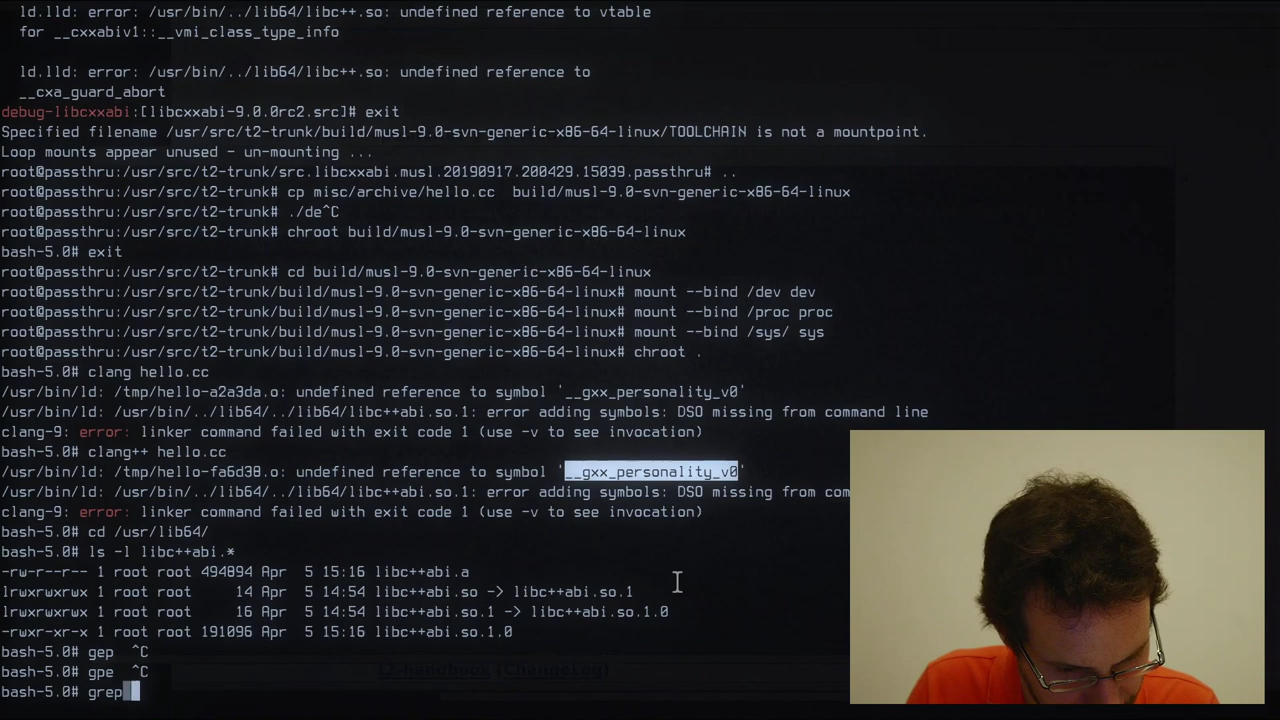 ld.lld: error: /usr/bin/../lib64/libc++.so: undefined reference to vtable
for __cxxabiv1::__vmi_class_type_info
ld.lld: error: /usr/bin/../lib64/libc++.so: undefined reference to
__cxa_guard_abort
debug-libcxxabi:[libcxxabi-9.0.0rc2.src]# exit
Specified filename /usr/src/t2-trunk/build/musl-9.0-svn-generic-x86-64-linux/TOOLCHAIN is not a mountpoint.
Loop mounts appear unused - un-mounting ...
root@passthru:/usr/src/t2-trunk/src.libcxxabi.musl.20190917.200429.15039.passthru# ..
root@passthru:/usr/src/t2-trunk# cp misc/archive/hello.cc  build/musl-9.0-svn-generic-x86-64-linux
root@passthru:/usr/src/t2-trunk# ./de^C
root@passthru:/usr/src/t2-trunk# chroot build/musl-9.0-svn-generic-x86-64-linux
bash-5.0# exit
root@passthru:/usr/src/t2-trunk# cd build/musl-9.0-svn-generic-x86-64-linux
root@passthru:/usr/src/t2-trunk/build/musl-9.0-svn-generic-x86-64-linux# mount --bind /dev dev
root@passthru:/usr/src/t2-trunk/build/musl-9.0-svn-generic-x86-64-linux# mount --bind /proc proc
root@passthru:/usr/src/t2-trunk/build/musl-9.0-svn-generic-x86-64-linux# mount --bind /sys/ sys
root@passthru:/usr/src/t2-trunk/build/musl-9.0-svn-generic-x86-64-linux# chroot .
bash-5.0# clang hello.cc
/usr/bin/ld: /tmp/hello-a2a3da.o: undefined reference to symbol '__gxx_personality_v0'
/usr/bin/ld: /usr/bin/../lib64/../lib64/libc++abi.so.1: error adding symbols: DSO missing from command line
clang-9: error: linker command failed with exit code 1 (use -v to see invocation)
bash-5.0# clang++ hello.cc
/usr/bin/ld: /tmp/hello-fa6d38.o: undefined reference to symbol '__gxx_personality_v0'
/usr/bin/ld: /usr/bin/../lib64/../lib64/libc++abi.so.1: error adding symbols: DSO missing from com
clang-9: error: linker command failed with exit code 1 (use -v to see invocation)
bash-5.0# cd /usr/lib64/
bash-5.0# ls -l libc++abi.*
-rw-r--r-- 1 root root 494894 Apr  5 15:16 libc++abi.a
lrwxrwxrwx 1 root root     14 Apr  5 14:54 libc++abi.so -> libc++abi.so.1
lrwxrwxrwx 1 root root     16 Apr  5 14:54 libc++abi.so.1 -> libc++abi.so.1.0
-rwxr-xr-x 1 root root 191096 Apr  5 15:16 libc++abi.so.1.0
bash-5.0# gep  ^C
bash-5.0# gpe  ^C
bash-5.0# grep